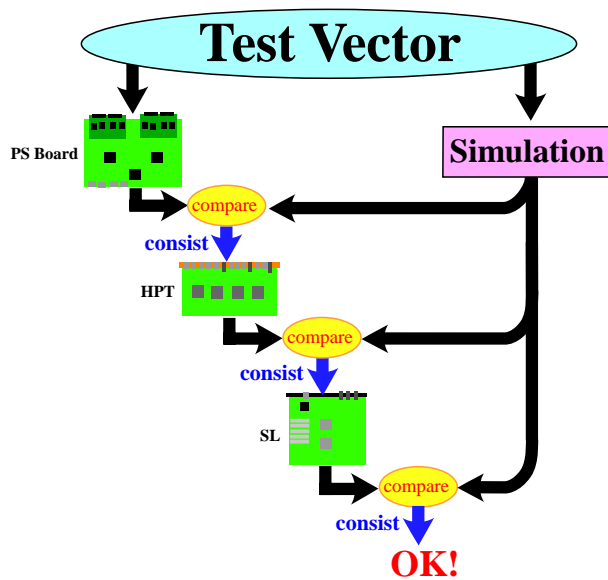 Test Vector
PS Board
Simulation
compare
consist
HPT
compare
consist
SL
compare
consist
OK!